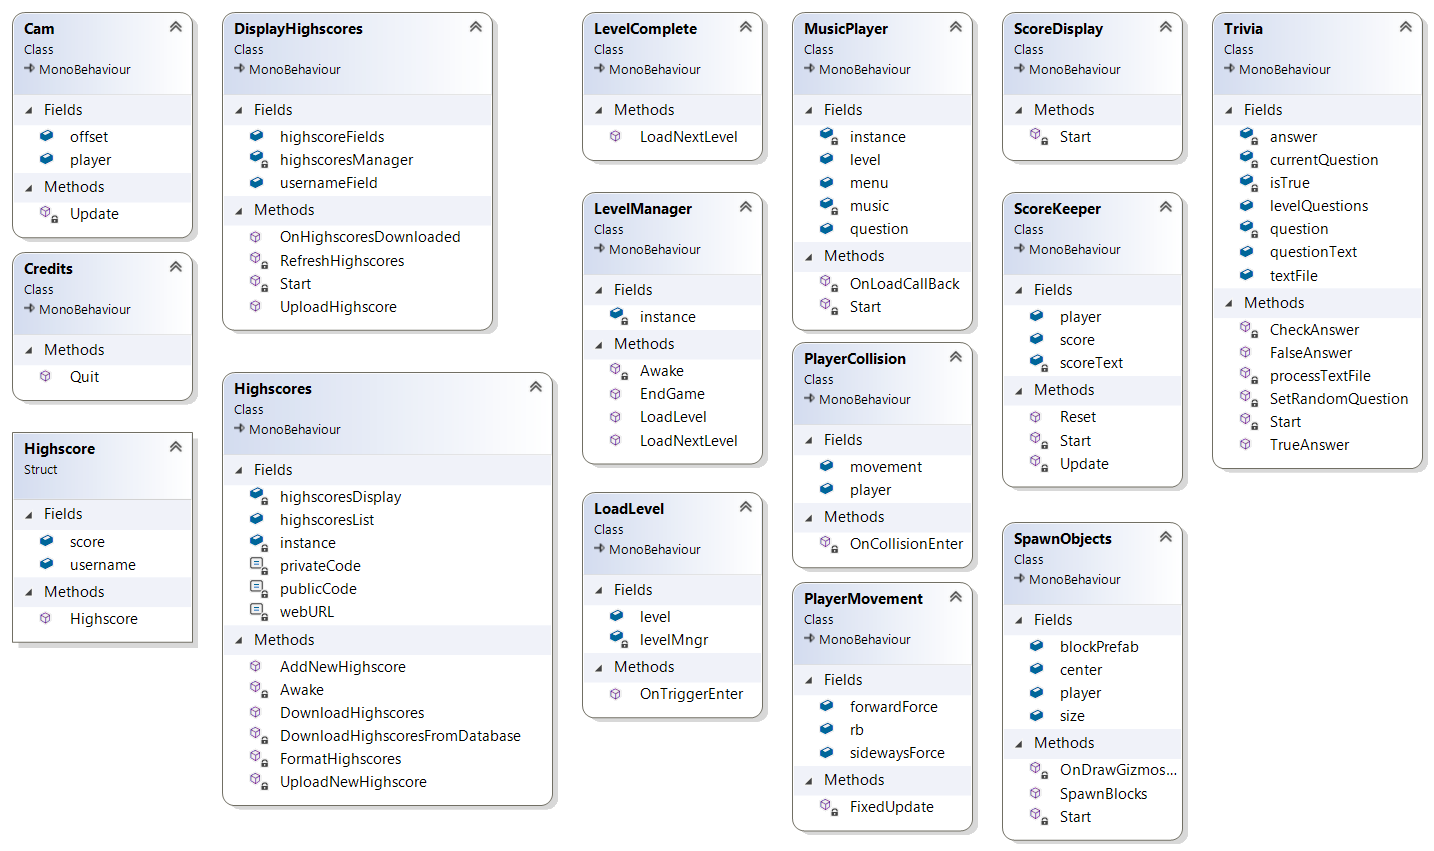 Cam
Class
MonoBehaviour
Fields
offset
player
Methods
Update
Credits
Class
MonoBehaviour
Methods
Quit
Highscore
Struct
Fields
score
username
Methods
Highscore
DisplayHighscores
Class
MonoBehaviour
Fields
highscoreFields
highscoresManager
usernameField
Methods
OnHighscoresDownloaded
RefreshHighscores
Start
UploadHighscore
Highscores
Class
MonoBehaviour
Fields
highscoresDisplay
highscoresList
instance
privateCode
publicCode
webURL
Methods
AddNewHighscore
Awake
DownloadHighscores
DownloadHighscoresFromDatabase
FormatHighscores
UploadNewHighscore
LevelComplete
Class
MonoBehaviour
Methods
LoadNextLevel
LevelManager
Class
MonoBehaviour
Fields
instance
Methods
Awake
EndGame
LoadLevel
LoadNextLevel
LoadLevel
Class
MonoBehaviour
Fields
level
levelMngr
Methods
OnTriggerEnter
MusicPlayer
Class
MonoBehaviour
Fields
instance
level
menu
music
question
Methods
OnLoadCallBack
Start
PlayerCollision
Class
MonoBehaviour
Fields
movement
player
Methods
OnCollisionEnter
PlayerMovement
Class
MonoBehaviour
Fields
forwardForce
rb
sidewaysForce
Methods
FixedUpdate
ScoreDisplay
Class
MonoBehaviour
Methods
Start
ScoreKeeper
Class
MonoBehaviour
Fields
player
score
scoreText
Methods
Reset
Start
Update
SpawnObjects
Class
MonoBehaviour
Fields
blockPrefab
center
player
size
Methods
OnDrawGizmos...
SpawnBlocks
Start
Trivia
Class
MonoBehaviour
Fields
answer
currentQuestion
isTrue
levelQuestions
question
questionText
textFile
Methods
CheckAnswer
FalseAnswer
processTextFile
SetRandomQuestion
Start
TrueAnswer